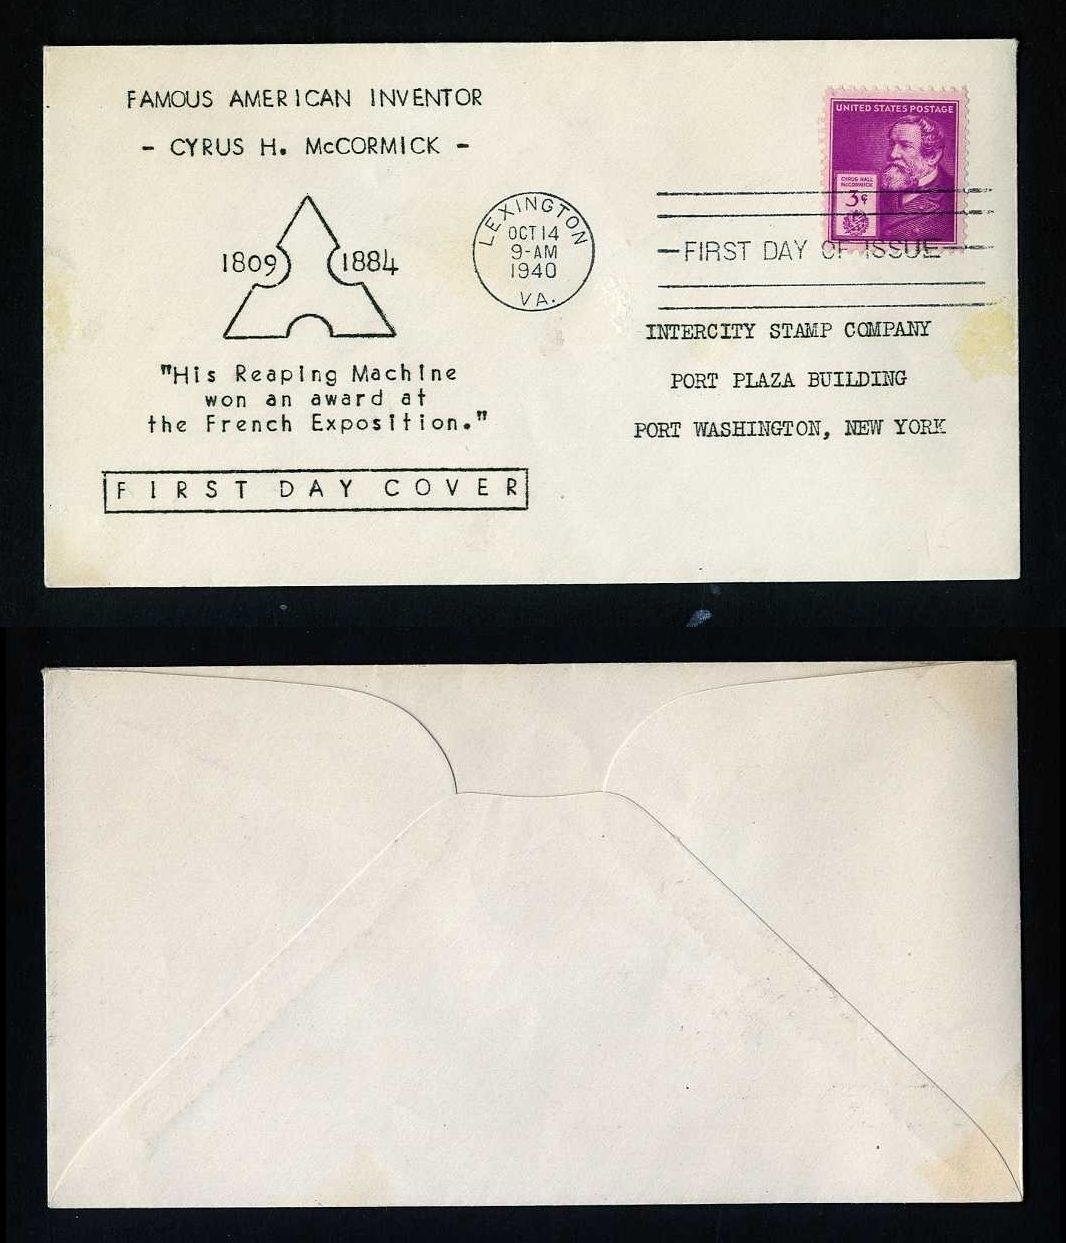 FAMOUS AMERICAN INVENTOR
- CYRUS H. McCORMICK -
1809 1884
"His Reaping Machine
won an award at
the French Exposition."
FIRST DAY COVER
LEXINGTON
OCT 14
9-AM
1940
VA.
UNITED STATES POSTAGE
CYRUS HALL
McCORMICK
3¢
FIRST DAY OF ISSUE
INTERCITY STAMP COMPANY
PORT PLAZA BUILDING
PORT WASHINGTON, NEW YORK